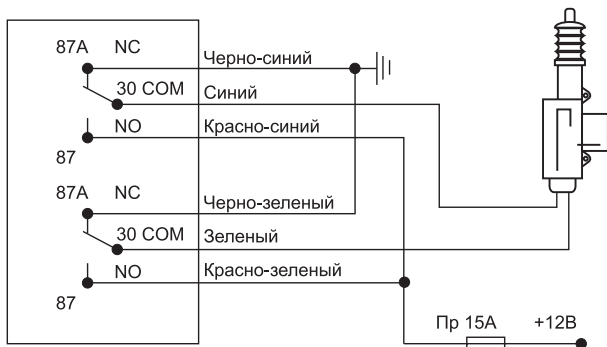 87A NC
Черно-синий
30 COM Синий
NO Красно-синий
87
87A NC
Черно-зеленый
30 COM Зеленый
NO Красно-зеленый
87
Пр 15А +12В